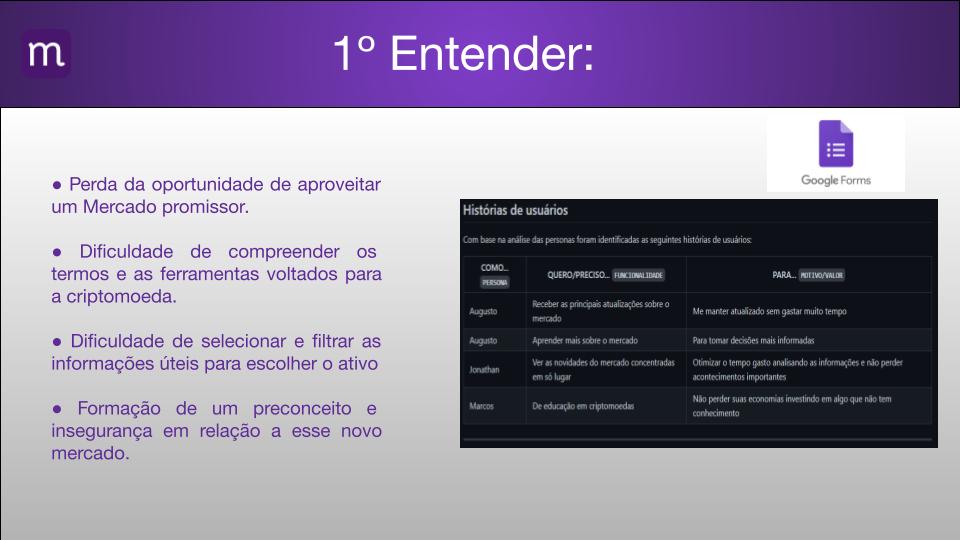 m
1º Entender:
● Perda da oportunidade de aproveitar
um Mercado promissor.
● Dificuldade de compreender os
termos e as ferramentas voltados para
a criptomoeda.
● Dificuldade de selecionar e filtrar as
informações úteis para escolher o ativo
● Formação de um preconceito e
insegurança em relação a esse novo
mercado.
Google Forms
Histórias de usuários
Com base na análise das personas foram identificadas as seguintes histórias de usuários:
COMO... PERSONA
QUERO/PRECISO... FUNCIONALIDADE
PARA... MOTIVO/VALOR
Augusto
Receber as principais atualizações sobre o
mercado
Me manter atualizado sem gastar muito tempo
Augusto
Aprender mais sobre o mercado
Para tomar decisões mais informadas
Jonathan
Ver as novidades do mercado concentradas
em só lugar
Otimizar o tempo gasto analisando as informações e não perder
acontecimentos importantes
Marcos
De educação em criptomoedas
Não perder suas economias investindo em algo que não tem
conhecimento